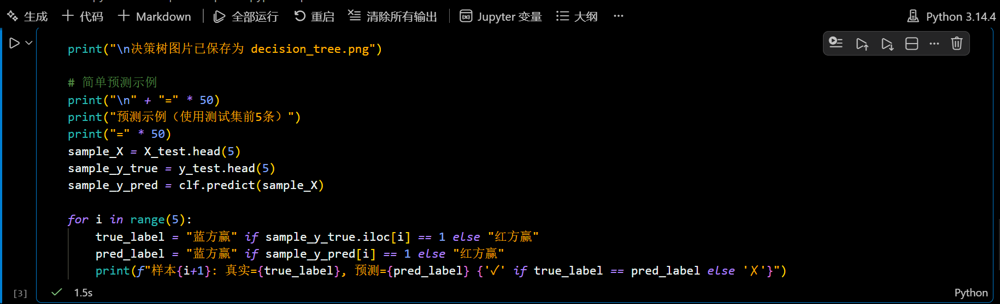 生成 代码 Markdown 全部运行 重启 清除所有输出 Jupyter 变量 大纲 ... Python 3.14.4
print("\n决策树图片已保存为 decision_tree.png")
# 简单预测示例
print("\n" + "=" * 50)
print("预测示例（使用测试集前5条）")
print("=" * 50)
sample_X = X_test.head(5)
sample_y_true = y_test.head(5)
sample_y_pred = clf.predict(sample_X)
for i in range(5):
true_label = "蓝方赢" if sample_y_true.iloc[i] == 1 else "红方赢"
pred_label = "蓝方赢" if sample_y_pred[i] == 1 else "红方赢"
print(f"样本{i+1}: 真实={true_label}, 预测={pred_label} {'✓' if true_label == pred_label else '✗'}")
[3] 1.5s Python